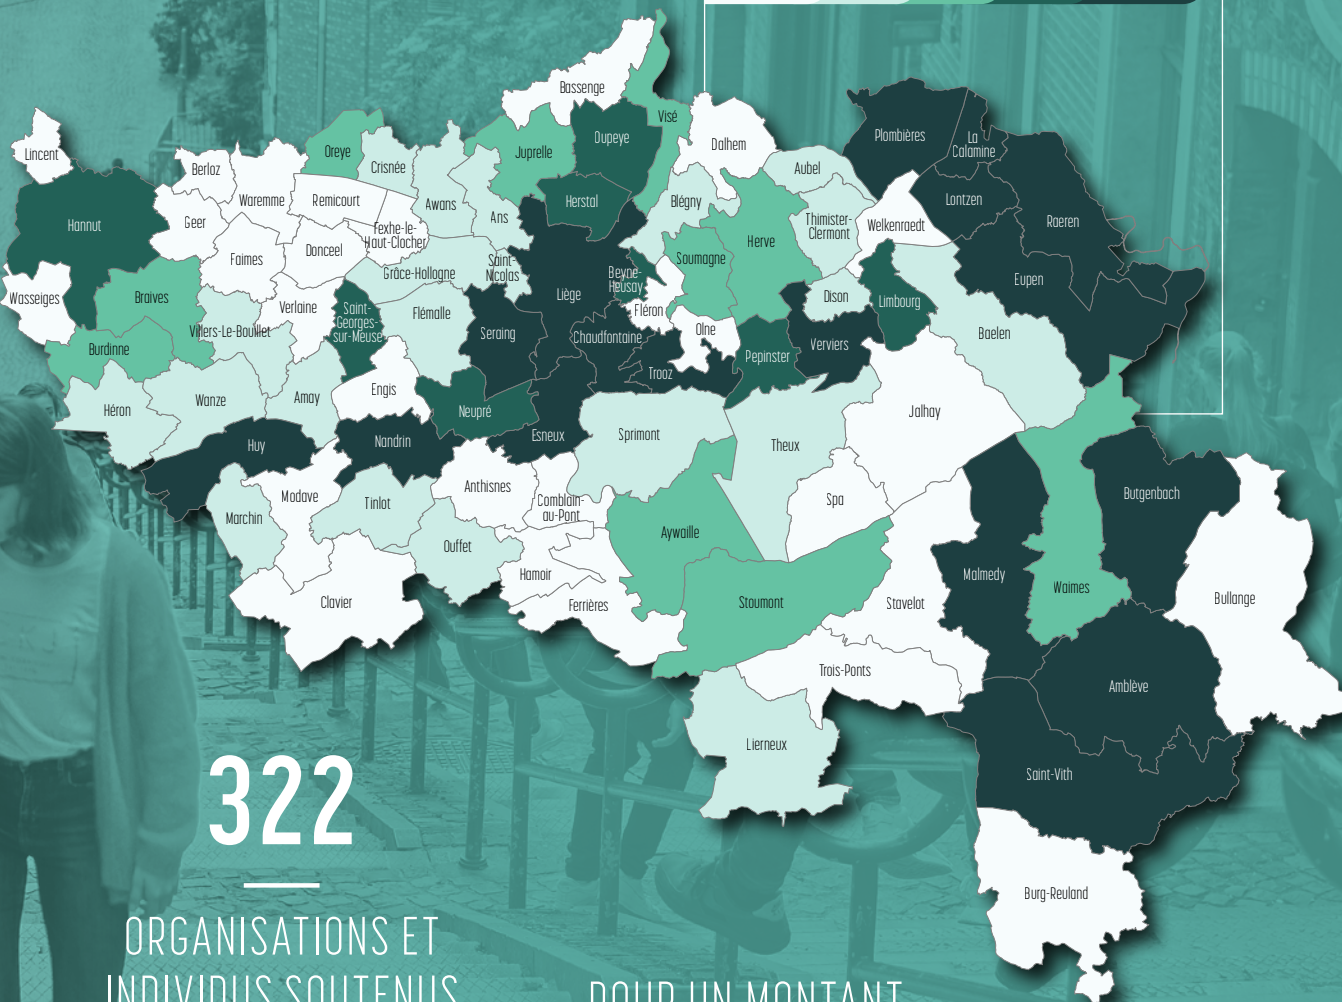 Bassenge
Visé
Oupeye
Juprelle
Dalhem
Plombières
La
Calamine
Lincent
Berloz
Oreye
Crisnée
Aubel
Hannut
Geer
Waremme
Remicourt
Awans
Ans
Herstal
Blégny
Thimister-
Clermont
Welkenraedt
Lontzen
Raeren
Fexhe-le-
Haut-Clocher
Faimes
Donceel
Herve
Soumagne
Wasseiges
Braives
Grâce-Hollogne
Saint-
Nicolas
Liège
Beyne-
Heusay
Eupen
Verlaine
Saint-
Georges-
sur-Meuse
Flémalle
Fléron
Dison
Limbourg
Villers-Le-Bouillet
Seraing
Chaudfontaine
Olne
Baelen
Burdinne
Pepinster
Verviers
Trooz
Héron
Wanze
Amay
Engis
Neupré
Jalhay
Huy
Nandrin
Esneux
Sprimont
Theux
Modave
Anthisnes
Comblain-
au-Pont
Spa
Butgenbach
Marchin
Tinlot
Ouffet
Aywaille
Hamoir
Malmedy
Waimes
Clavier
Ferrières
Stoumont
Stavelot
Bullange
Trois-Ponts
Amblève
Lierneux
Saint-Vith
Burg-Reuland
322
ORGANISATIONS ET
INDIVIDUS SOUTENUS
POUR UN MONTANT